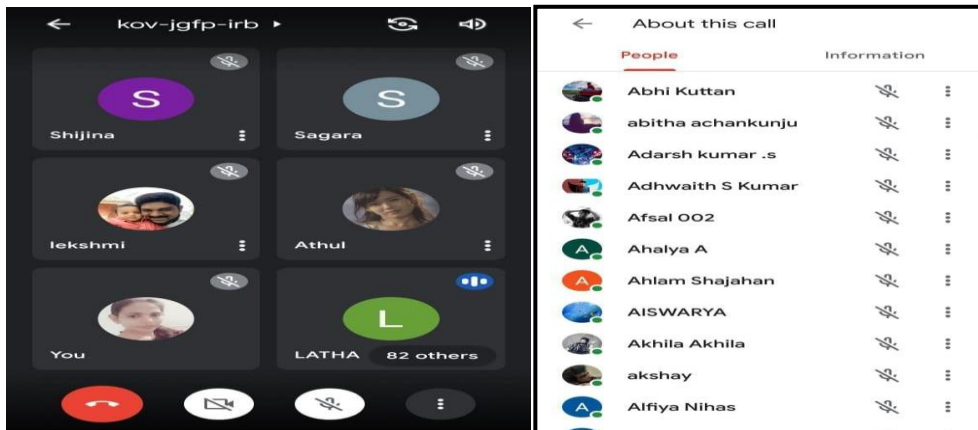 kov-jgfp-irb
S
S
Shijina
Sagara
lekshmi
Athul
L
You
LATHA
82 others
About this call
People
Information
Abhi Kuttan
abitha achankunju
Adarsh kumar .s
Adhwaith S Kumar
Afsal 002
A
Ahalya A
A
Ahlam Shajahan
AISWARYA
Akhila Akhila
akshay
A
Alfiya Nihas